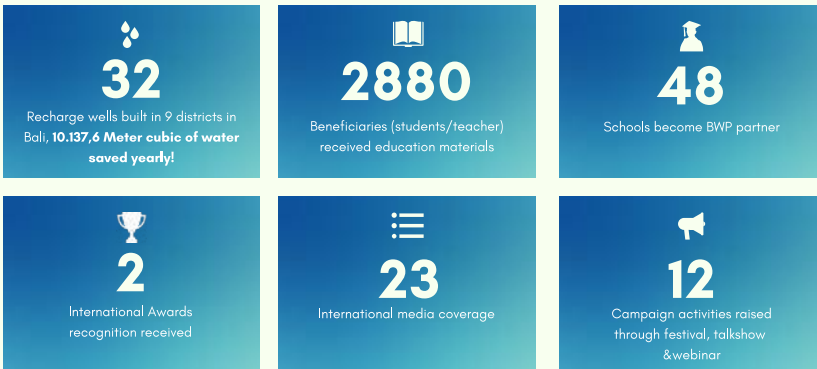 32
Recharge wells built in 9 districts in
Bali, 10.137,6 Meter cubic of water
saved yearly!
2880
Beneficiaries (students/teacher)
received education materials
48
Schools become BWP partner
2
International Awards
recognition received
23
International media coverage
12
Campaign activities raised
through festival, talkshow
&webinar